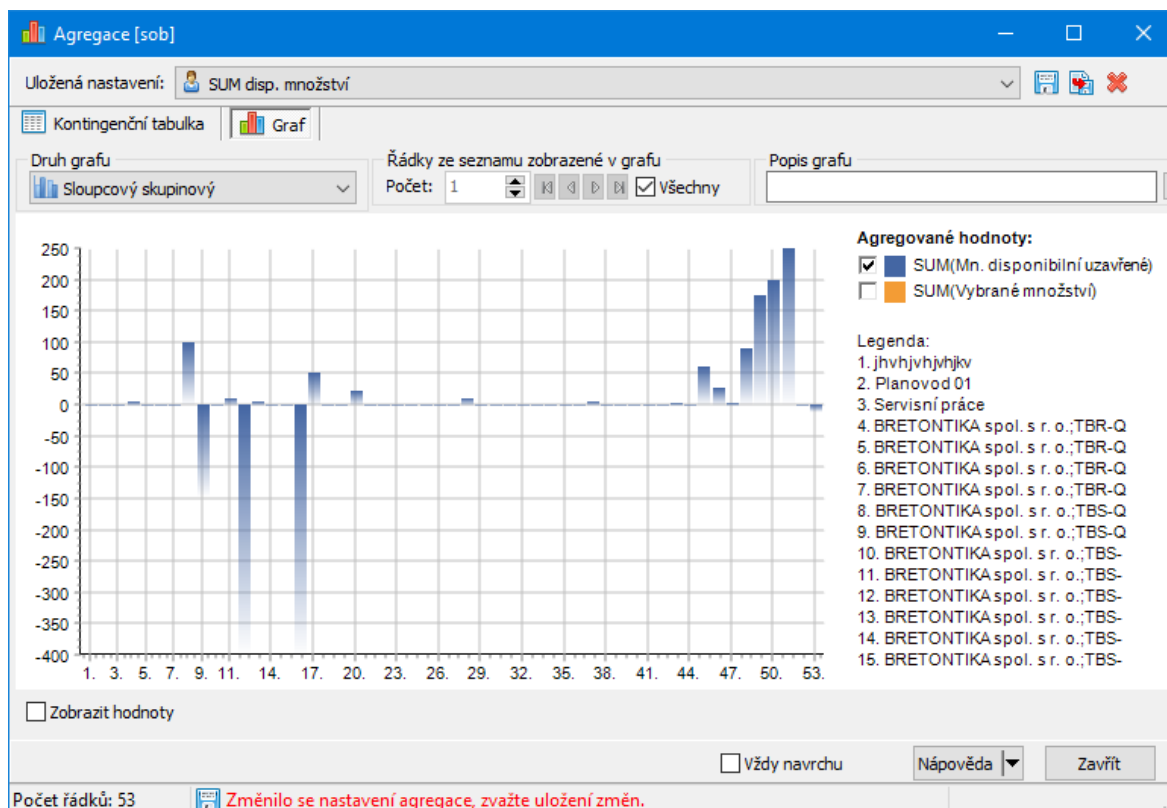 Agregace [sob]
Uložená nastavení: SUM disp. množství
Kontingenční tabulka Graf
Druh grafu Řádky ze seznamu zobrazené v grafu Popis grafu
Sloupcový skupinový Počet: 1 Všechny
Agregované hodnoty:
SUM(Mn. disponibilní uzavřené)
SUM(Vybrané množství)
Legenda:
1. jhvhjvhjvhjkv
2. Planovod 01
3. Servisní práce
4. BRETONTIKA spol. s r. o.;TBR-Q
5. BRETONTIKA spol. s r. o.;TBR-Q
6. BRETONTIKA spol. s r. o.;TBR-Q
7. BRETONTIKA spol. s r. o.;TBR-Q
8. BRETONTIKA spol. s r. o.;TBS-Q
9. BRETONTIKA spol. s r. o.;TBS-Q
10. BRETONTIKA spol. s r. o.;TBS-
11. BRETONTIKA spol. s r. o.;TBS-
12. BRETONTIKA spol. s r. o.;TBS-
13. BRETONTIKA spol. s r. o.;TBS-
14. BRETONTIKA spol. s r. o.;TBS-
15. BRETONTIKA spol. s r. o.;TBS-
250
200
150
100
50
0
-50
-100
-150
-200
-250
-300
-350
-400
1. 3. 5. 7. 9. 11. 14. 17. 20. 23. 26. 29. 32. 35. 38. 41. 44. 47. 50. 53.
Zobrazit hodnoty
Vždy navrchu Nápověda Zavřít
Počet řádků: 53 Změnilo se nastavení agregace, zvažte uložení změn.